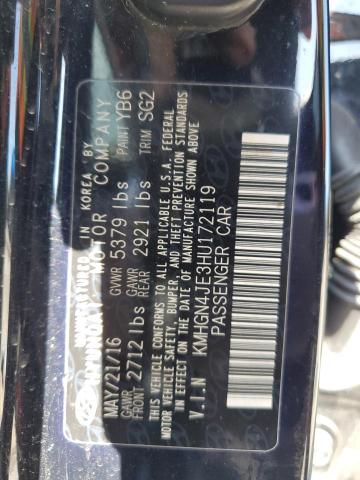 MANUFACTURED IN KOREA BY
HYUNDAI MOTOR COMPANY
MAY/21/16 GVWR 5379 lbs PAINT YB6
GAWR FRONT 2712 lbs GAWR REAR 2921 lbs TRIM SG2
THIS VEHICLE CONFORMS TO ALL APPLICABLE U.S.A. FEDERAL
MOTOR VEHICLE SAFETY, BUMPER, AND THEFT PREVENTION STANDARDS
IN EFFECT ON THE DATE OF MANUFACTURE SHOWN ABOVE.
V.I.N KMHGN4JE3HU172119
PASSENGER CAR